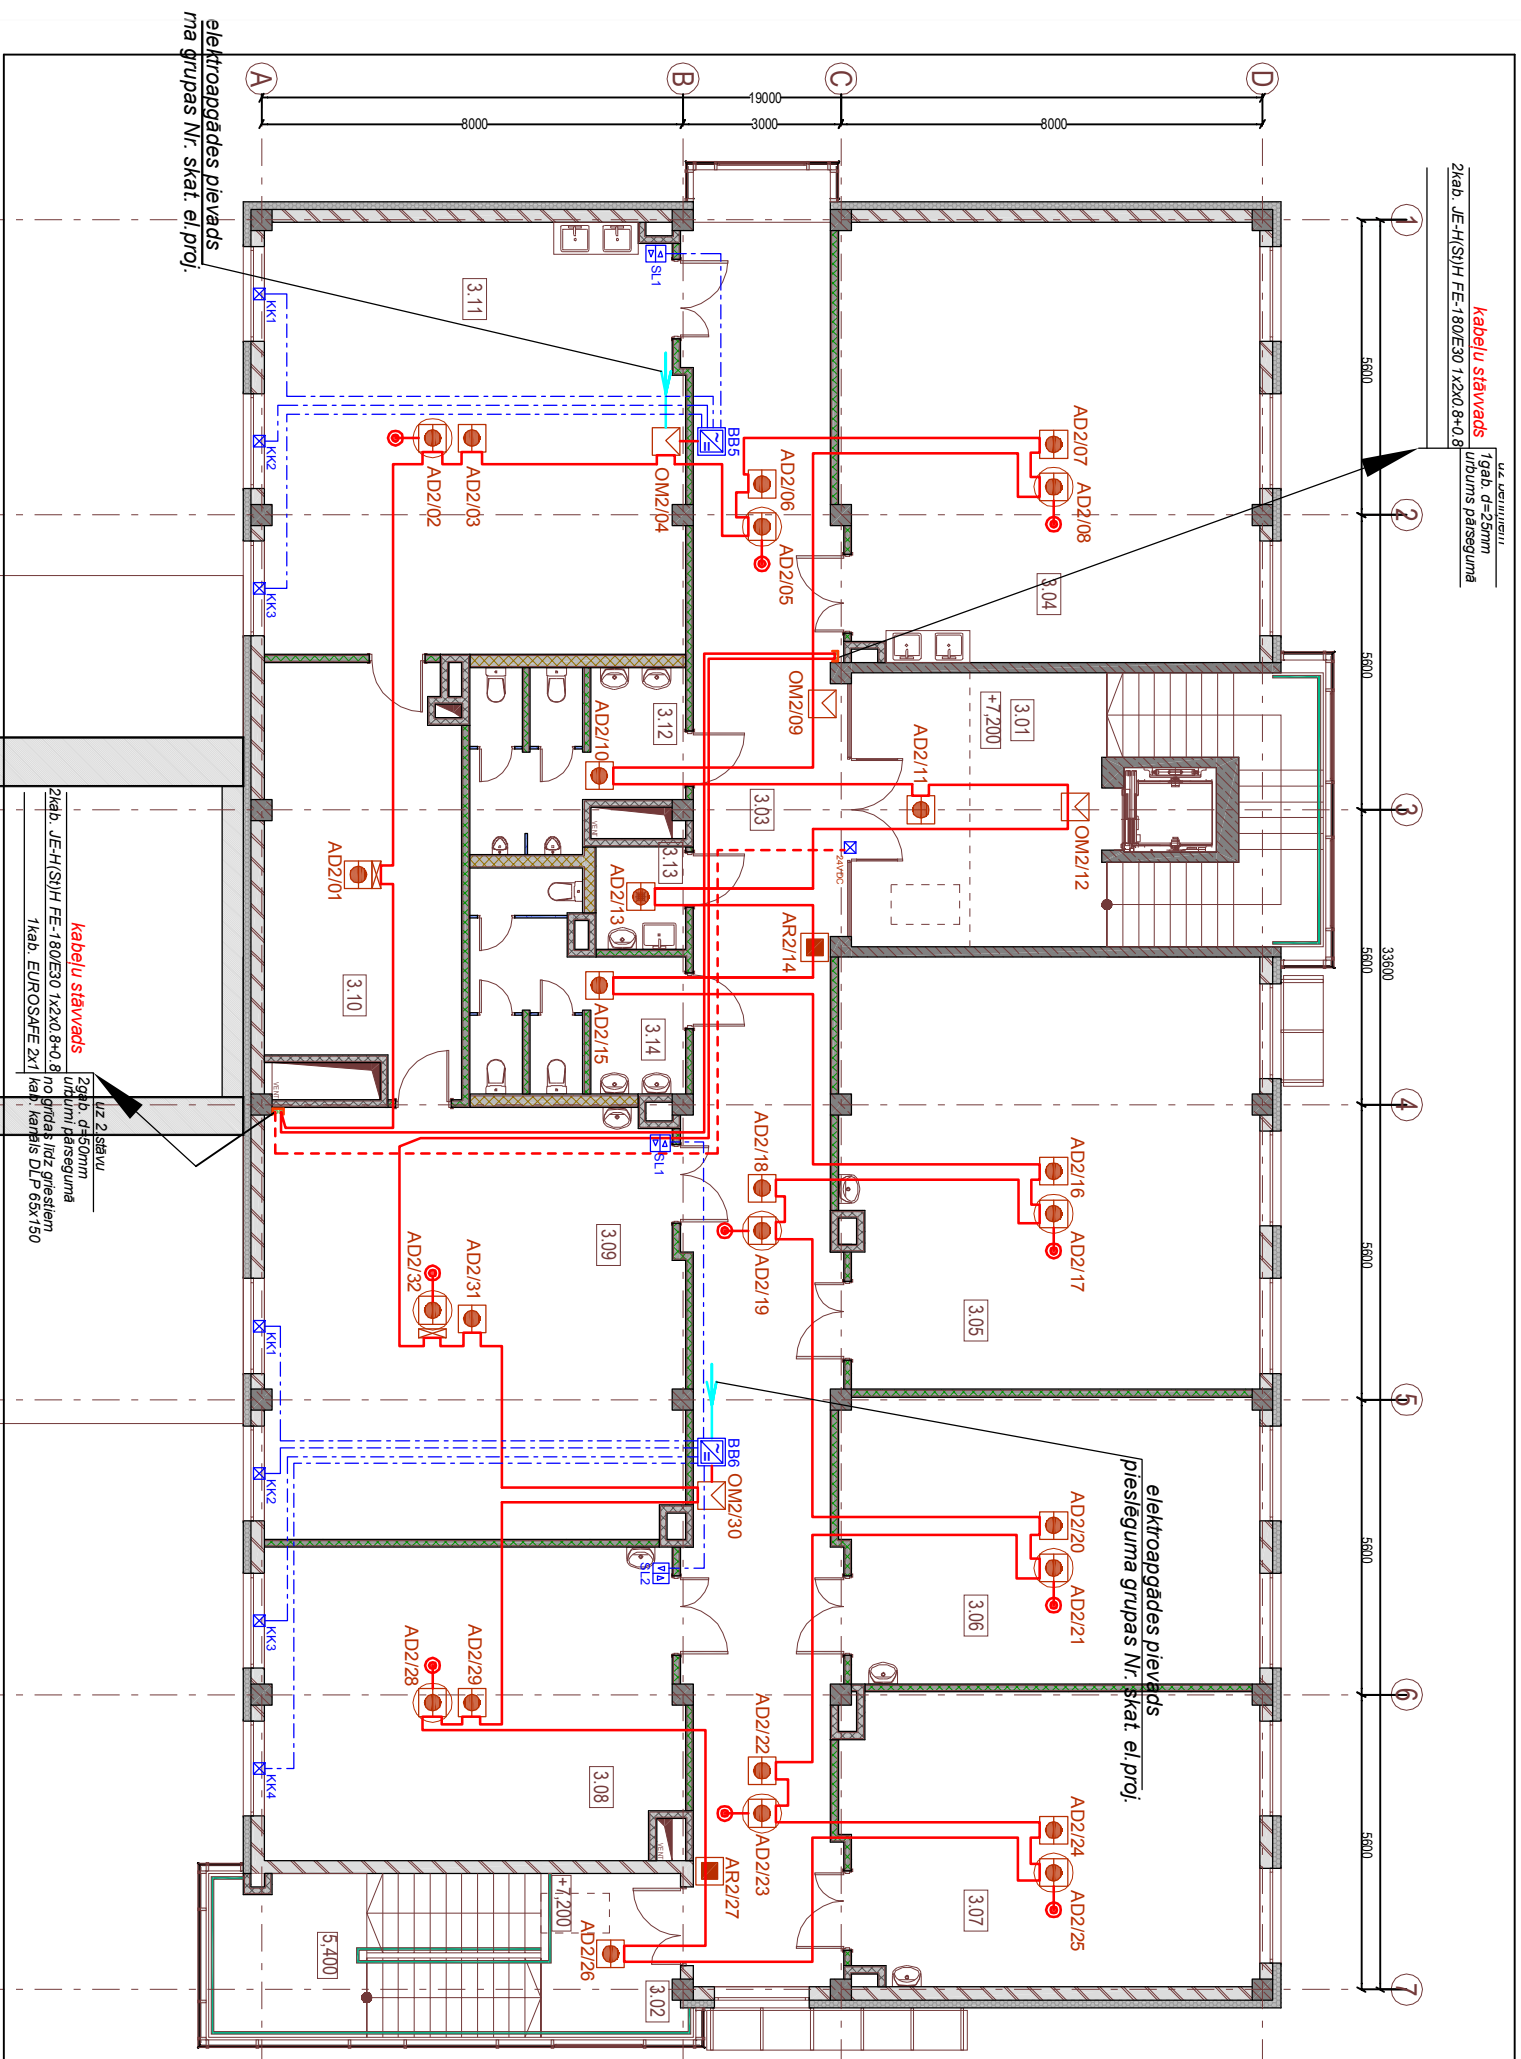 elektroapgādes pievads
ma grupas Nr. skat. el.proj.
A
B
C
D
19000
8000
3000
8000
kabeļu stāvvads
2kab. JE-H(St)H FE-180/E30 1x2x0.8+0.8
1gab. d=25mm
urbums pārsegumā
1
2
3
4
5
6
7
5600
5600
5600
5600
5600
5600
33600
3.11
SL1
KK1
KK2
KK3
BB5
OM2/04
AD2/03
AD2/02
AD2/06
AD2/05
AD2/07
AD2/08
3.04
OM2/09
3.01
+7,200
AD2/11
OM2/12
3.12
AD2/10
3.03
VENT
3.13
AD2/13
24VDC
AR2/14
AD2/01
3.10
AD2/15
3.14
VENT
SL1
AD2/18
AD2/19
AD2/16
AD2/17
3.05
3.09
AD2/31
AD2/32
KK1
KK2
KK3
KK4
BB6
OM2/30
SL2
elektroapgādes pievads
pieslēguma grupas Nr. skat. el.proj.
AD2/20
AD2/21
3.06
AD2/29
AD2/28
3.08
VENT
AD2/22
AD2/23
AD2/24
AD2/25
3.07
AR2/27
AD2/26
+7,200
5,400
3.02
kabeļu stāvvads
2kab. JE-H(St)H FE-180/E30 1x2x0.8+0.8
1kab. EUROSAFE 2x1
uz 2.stāvu
2gab. d=50mm
urbumi pārsegumā
no grīdas līdz griestiem
kab. kanāls DLP 65x150